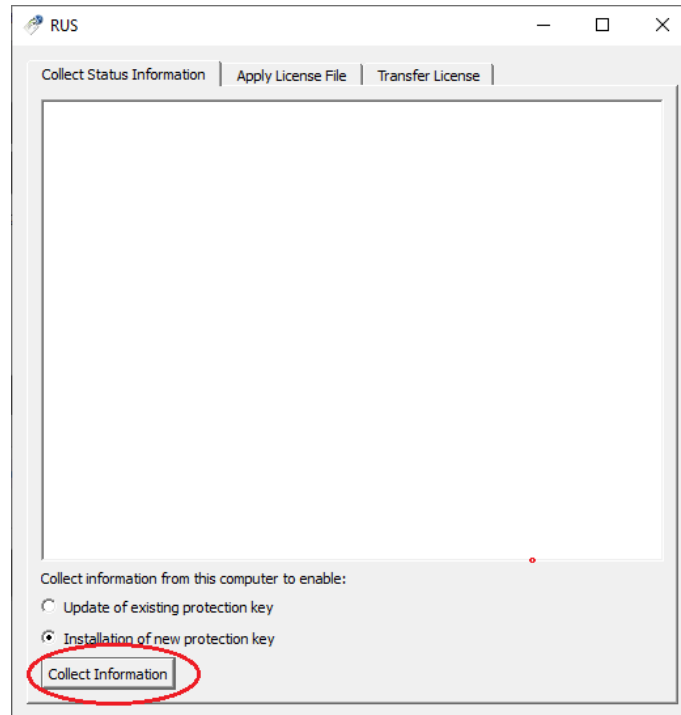 RUS
Collect Status Information Apply License File Transfer License
Collect information from this computer to enable:
Update of existing protection key
Installation of new protection key
Collect Information